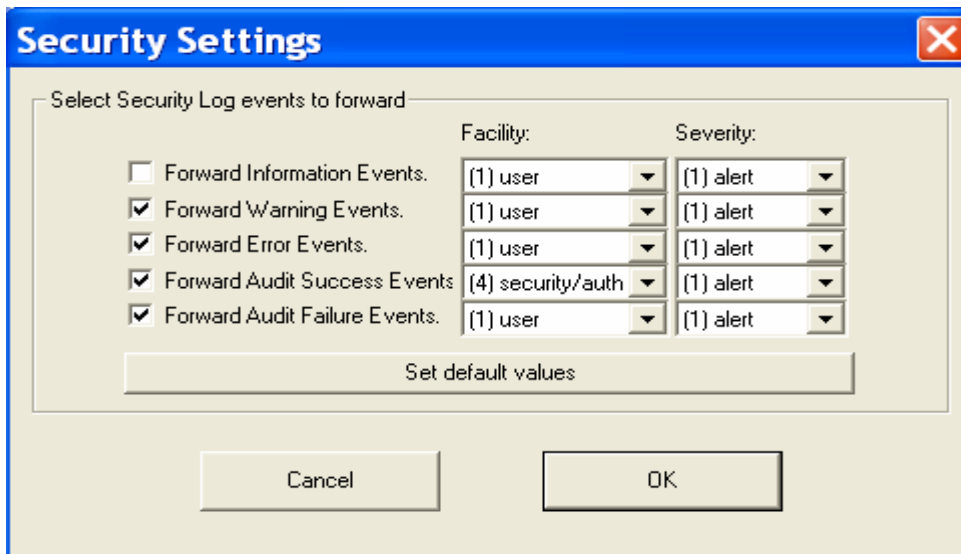 Security Settings
Select Security Log events to forward
Facility: Severity:
Forward Information Events. (1) user (1) alert
Forward Warning Events. (1) user (1) alert
Forward Error Events. (1) user (1) alert
Forward Audit Success Events (4) security/auth (1) alert
Forward Audit Failure Events. (1) user (1) alert
Set default values
Cancel OK